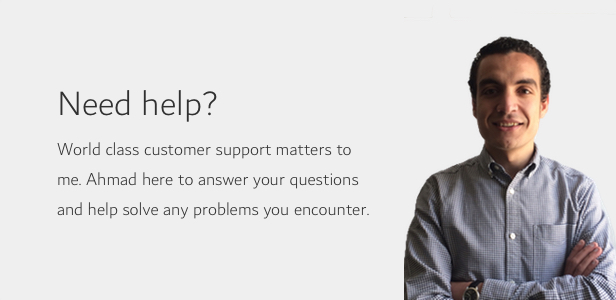 Need help?
World class customer support matters to
me. Ahmad here to answer your questions
and help solve any problems you encounter.